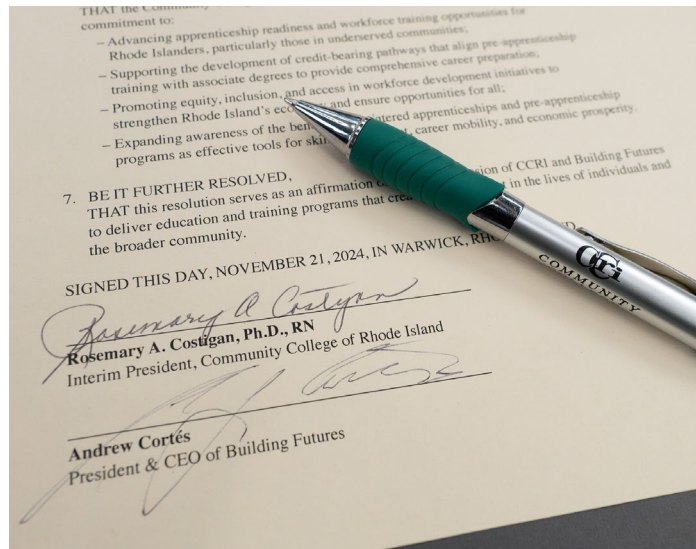 THAT the Community
commitment to:
– Advancing apprenticeship readiness and workforce training opportunities for
Rhode Islanders, particularly those in underserved communities;
– Supporting the development of credit-bearing pathways that align pre-apprenticeship
training with associate degrees to provide comprehensive career preparation;
– Promoting equity, inclusion, and access in workforce development initiatives to
strengthen Rhode Island's and ensure opportunities for all;
– Expanding awareness of the apprenticeships and pre-apprenticeship
programs as effective tools for career mobility, and economic prosperity.
7. BE IT FURTHER RESOLVED,
THAT this resolution serves as an affirmation of CCRI and Building Futures
to deliver education and training programs that in the lives of individuals and
the broader community.
SIGNED THIS DAY, NOVEMBER 21, 2024, IN WARWICK,
Rosemary A Costigan
Rosemary A. Costigan, Ph.D., RN
Interim President, Community College of Rhode Island
Andrew Cortés
President & CEO of Building Futures
CCRI
COMMUNITY